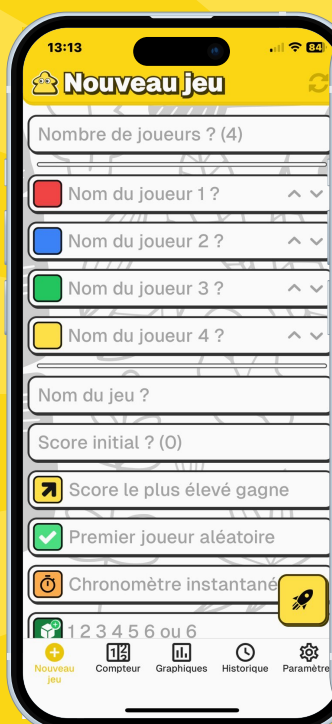 13:13
84
Nouveau jeu
Nombre de joueurs ? (4)
Nom du joueur 1 ?
Nom du joueur 2 ?
Nom du joueur 3 ?
Nom du joueur 4 ?
Nom du jeu ?
Score initial ? (0)
Score le plus élevé gagne
Premier joueur aléatoire
Chronomètre instantané
1 2 3 4 5 6 ou 6
Nouveau
jeu
Compteur
Graphiques
Historique
Paramètre